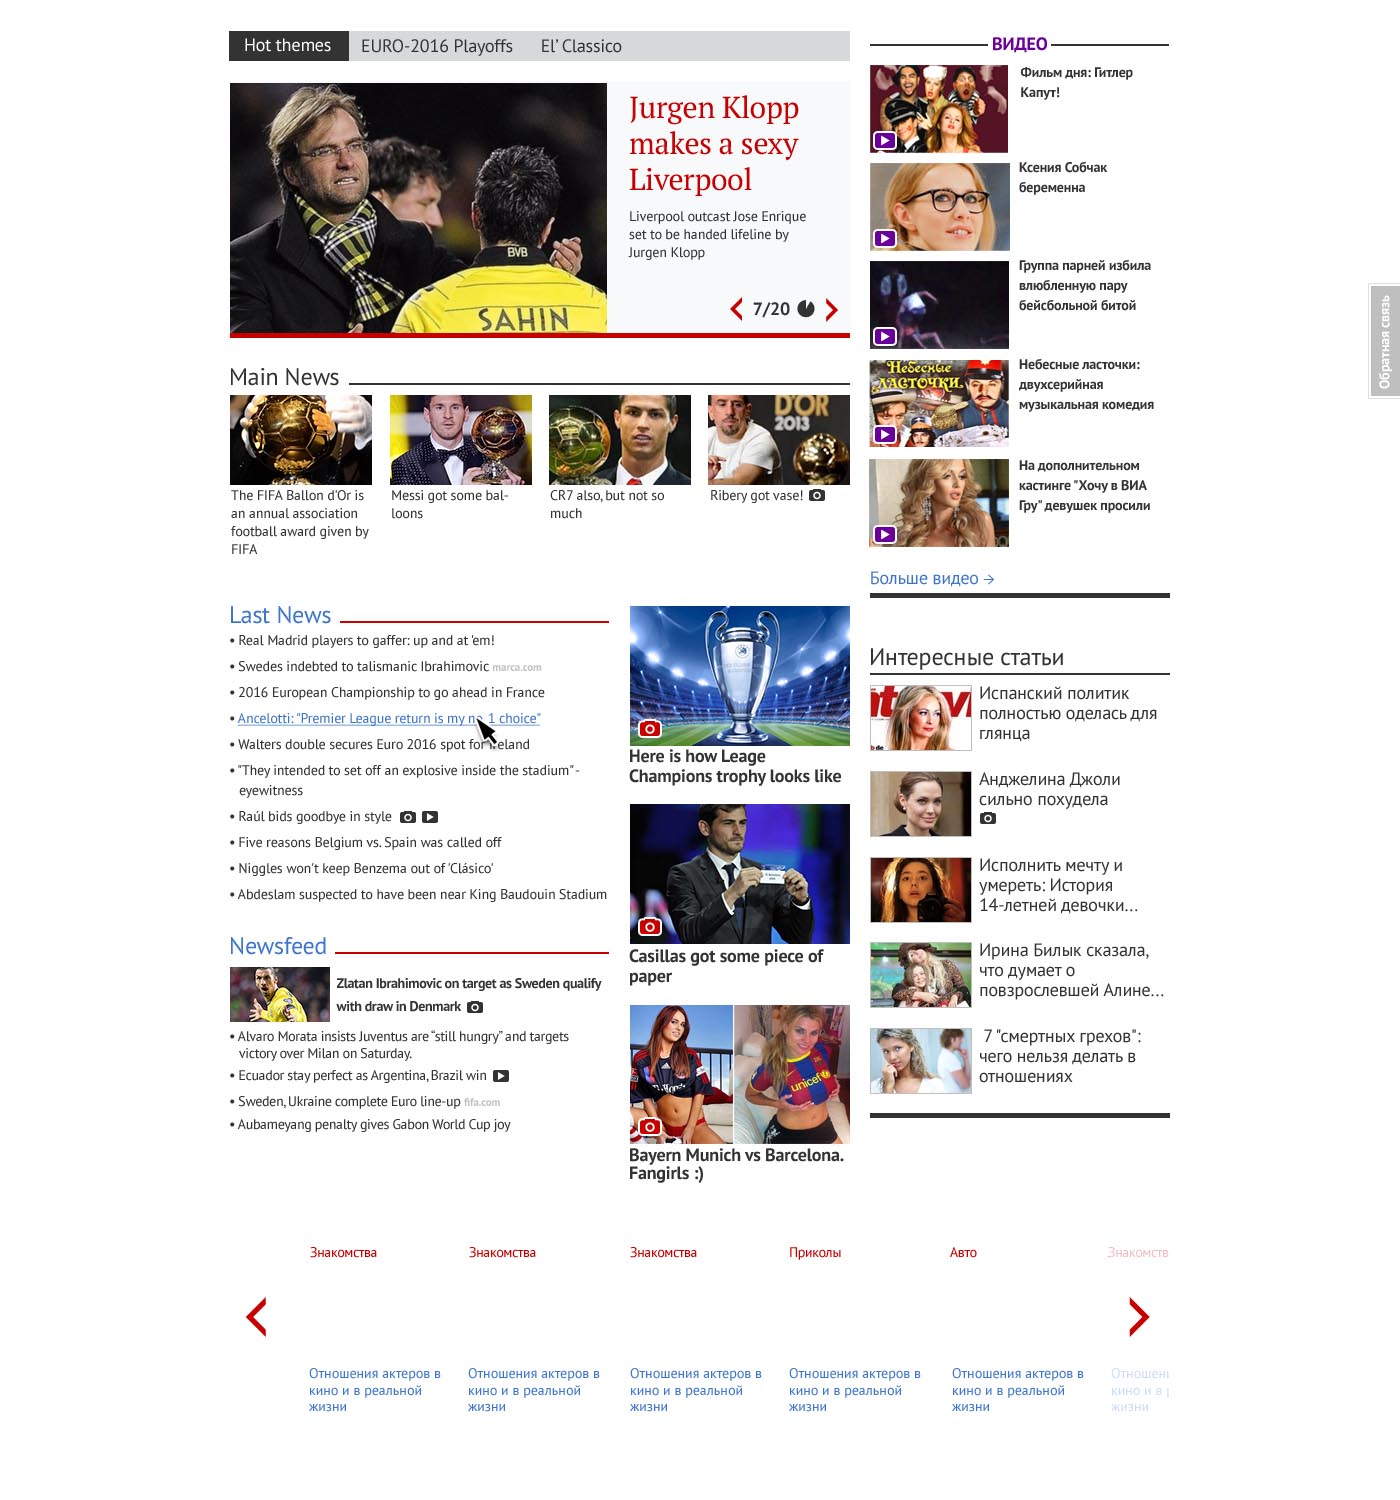 Hot themes
EURO-2016 Playoffs
El' Classico
BVB
SAHIN
Jurgen Klopp
makes a sexy
Liverpool
Liverpool outcast Jose Enrique
set to be handed lifeline by
Jurgen Klopp
7/20
Main News
The FIFA Ballon d'Or is
an annual association
football award given by
FIFA
Messi got some bal-
loons
CR7 also, but not so
much
D'OR
2013
Ribery got vase!
Last News
• Real Madrid players to gaffer: up and at 'em!
• Swedes indebted to talismanic Ibrahimovic marca.com
• 2016 European Championship to go ahead in France
• Ancelotti: "Premier League return is my no. 1 choice"
• Walters double secures Euro 2016 spot for Ireland
• "They intended to set off an explosive inside the stadium" -
eyewitness
• Raúl bids goodbye in style
• Five reasons Belgium vs. Spain was called off
• Niggles won't keep Benzema out of 'Clásico'
• Abdeslam suspected to have been near King Baudouin Stadium
Newsfeed
Zlatan Ibrahimovic on target as Sweden qualify
with draw in Denmark
• Alvaro Morata insists Juventus are “still hungry” and targets
victory over Milan on Saturday.
• Ecuador stay perfect as Argentina, Brazil win
• Sweden, Ukraine complete Euro line-up fifa.com
• Aubameyang penalty gives Gabon World Cup joy
Here is how Leage
Champions trophy looks like
Casillas got some piece of
paper
unicef
Bayern Munich vs Barcelona.
Fangirls :)
ВИДЕО
Фильм дня: Гитлер
Капут!
Ксения Собчак
беременна
Группа парней избила
влюбленную пару
бейсбольной битой
Небесные
ласточки
Небесные ласточки:
двухсерийная
музыкальная комедия
На дополнительном
кастинге "Хочу в ВИА
Гру" девушек просили
Больше видео →
Интересные статьи
Испанский политик
полностью оделась для
глянца
Анджелина Джоли
сильно похудела
Исполнить мечту и
умереть: История
14-летней девочки...
Ирина Билык сказала,
что думает о
повзрослевшей Алине...
7 "смертных грехов":
чего нельзя делать в
отношениях
Обратная связь
Знакомства
Знакомства
Знакомства
Приколы
Авто
Знакомств
Отношения актеров в
кино и в реальной
жизни
Отношения актеров в
кино и в реальной
жизни
Отношения актеров в
кино и в реальной
жизни
Отношения актеров в
кино и в реальной
жизни
Отношения актеров в
кино и в реальной
жизни
Отношени
кино и в р
жизни